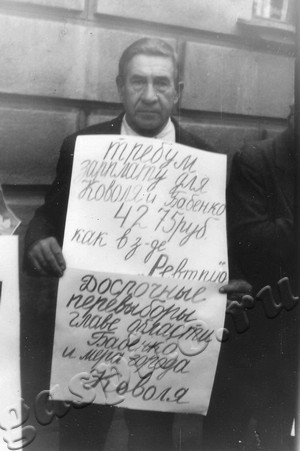 требуем
зарплату для
Коволя и Бабенко
42 75 руб
как в з-де
„Ревтруд"
Досрочные
перевыборы
главе области
Бабенко
и мера города
Коволя